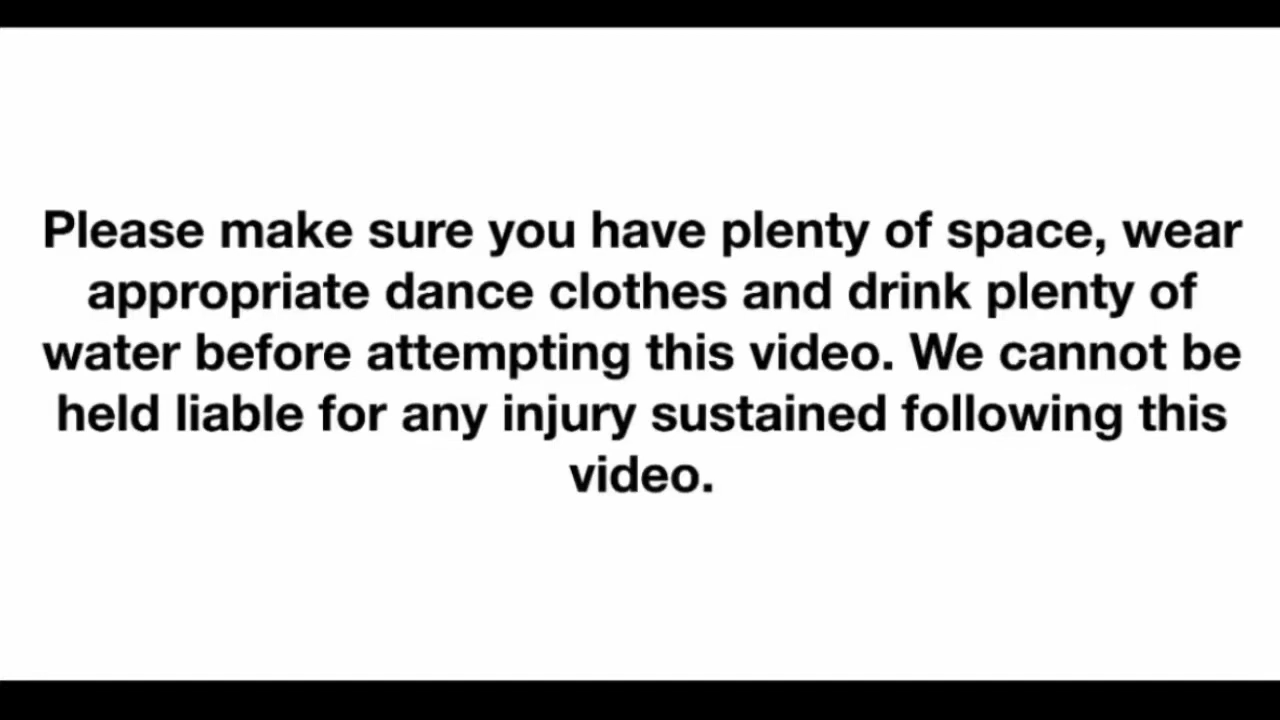 Please make sure you have plenty of space, wear
appropriate dance clothes and drink plenty of
water before attempting this video. We cannot be
held liable for any injury sustained following this
video.